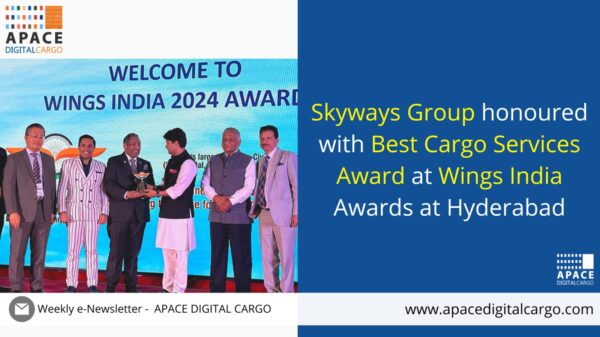 APACE
DIGITALCARGO
WELCOME TO
WINGS INDIA 2024 AWARD
Skyways Group honoured
with Best Cargo Services
Award at Wings India
Awards at Hyderabad
APACE
DIGITALCARGO
Weekly e-Newsletter - APACE DIGITAL CARGO
www.apacedigitalcargo.com